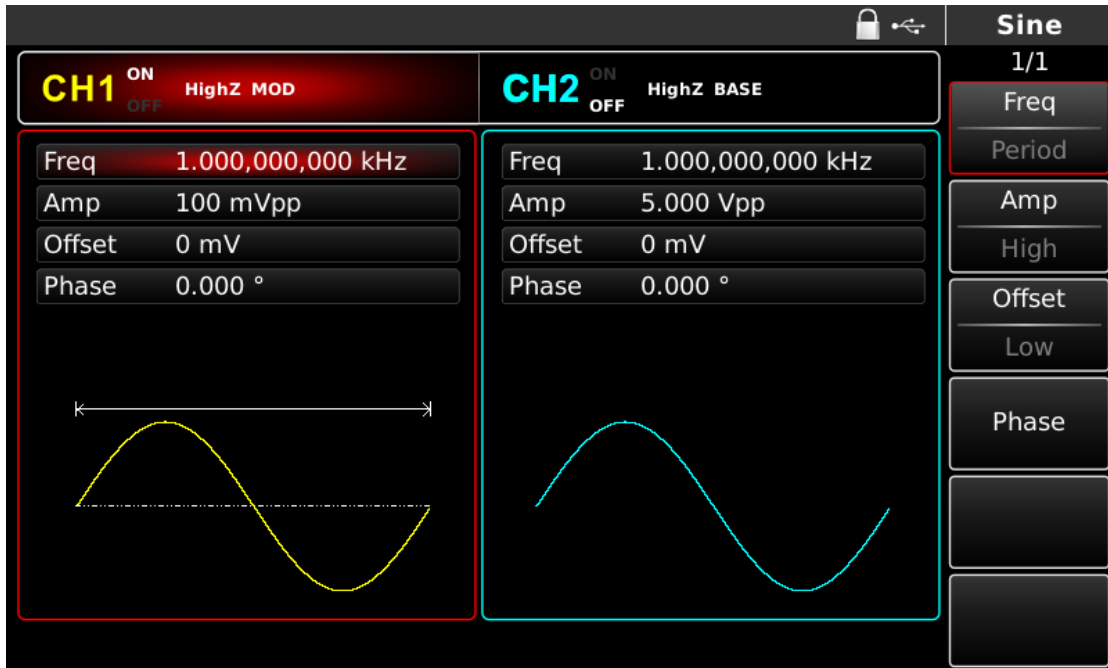 Sine
1/1
CH1 ON OFF HighZ MOD
CH2 ON OFF HighZ BASE
Freq 1.000,000,000 kHz
Amp 100 mVpp
Offset 0 mV
Phase 0.000 °
Freq 1.000,000,000 kHz
Amp 5.000 Vpp
Offset 0 mV
Phase 0.000 °
Freq
Period
Amp
High
Offset
Low
Phase